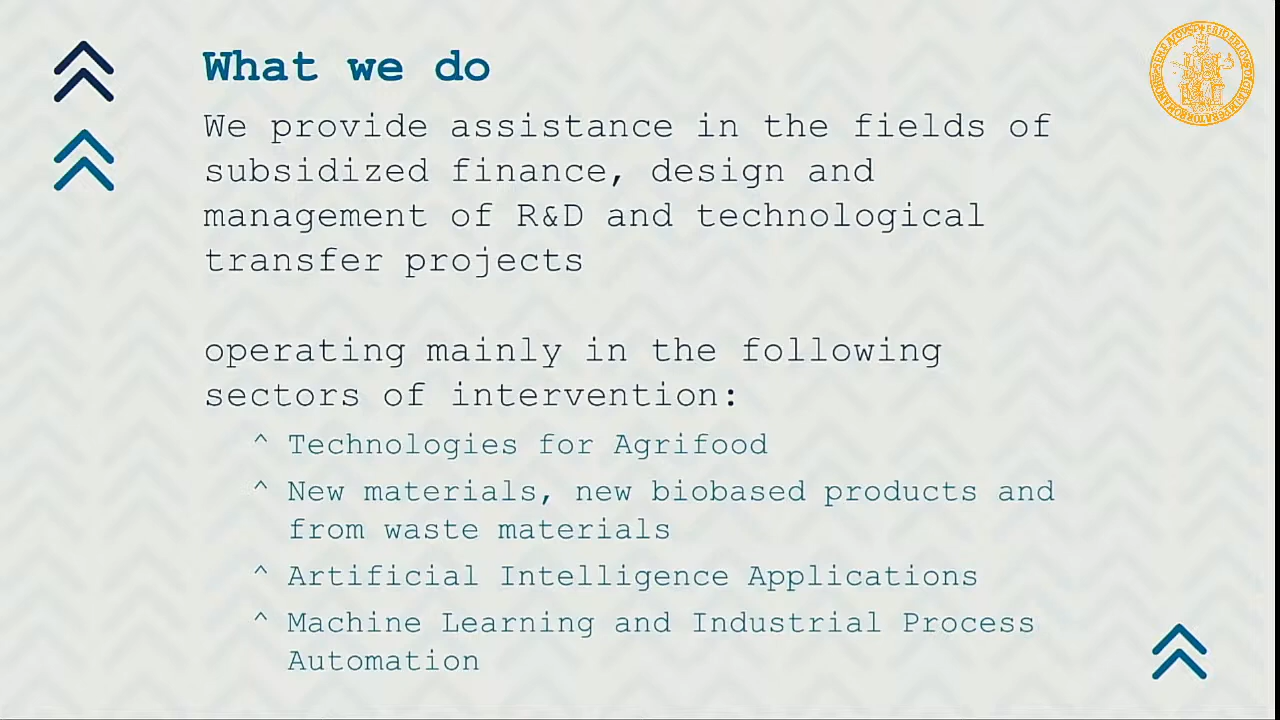 What we do
We provide assistance in the fields of
subsidized finance, design and
management of R&D and technological
transfer projects
operating mainly in the following
sectors of intervention:
^ Technologies for Agrifood
^ New materials, new biobased products and
from waste materials
^ Artificial Intelligence Applications
^ Machine Learning and Industrial Process
Automation